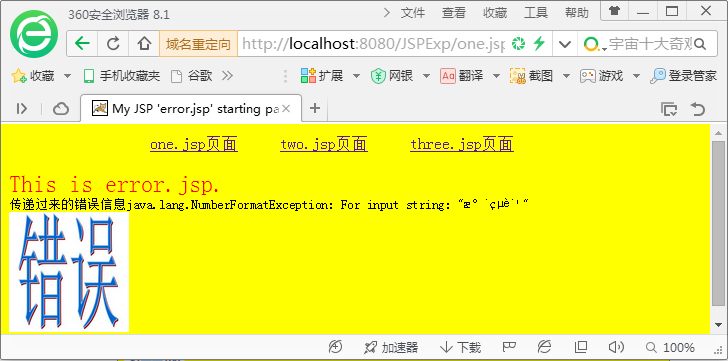 360安全浏览器 8.1
文件 查看 收藏 工具 帮助
域名重定向 http://localhost:8080/JSPExp/one.jsp 宇宙十大奇观
收藏 手机收藏夹 谷歌 扩展 网银 翻译 截图 游戏 登录管家
My JSP 'error.jsp' starting pa
one.jsp页面 two.jsp页面 three.jsp页面
This is error.jsp.
传递过来的错误信息java.lang.NumberFormatException: For input string:
错误
加速器 下载 100%